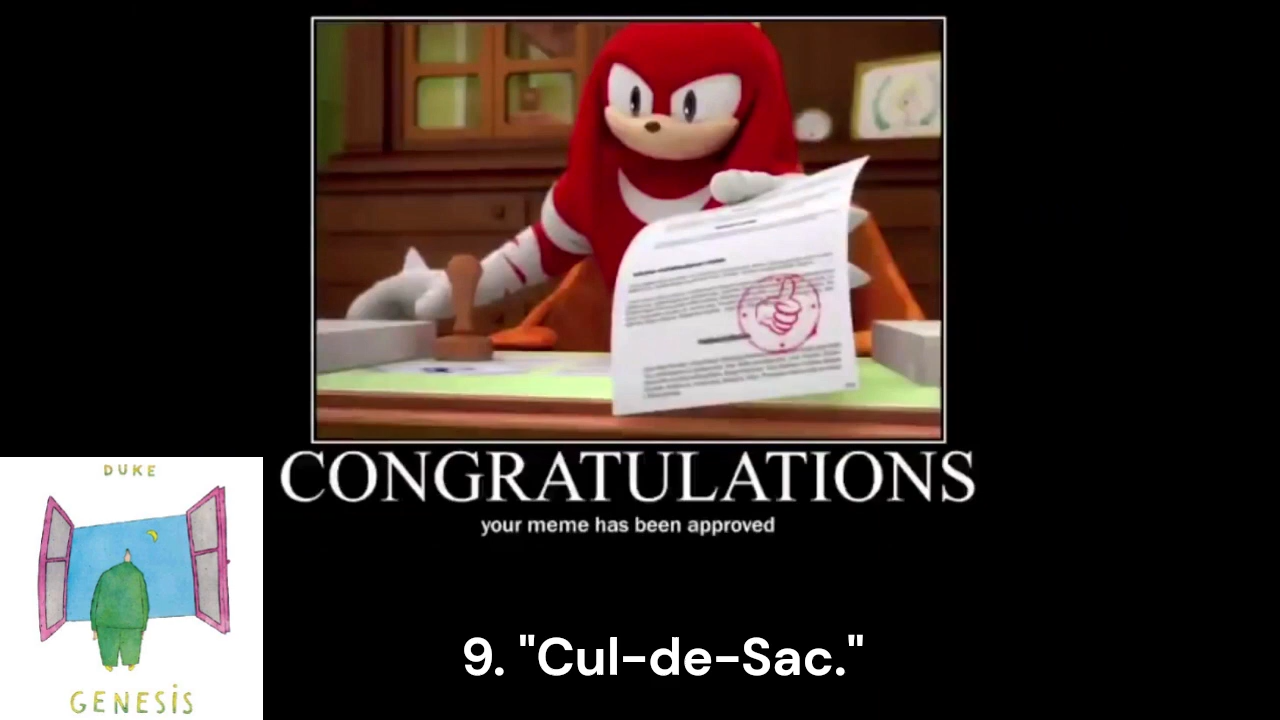 CONGRATULATIONS
your meme has been approved
DUKE
GENESIS
9. "Cul-de-Sac."